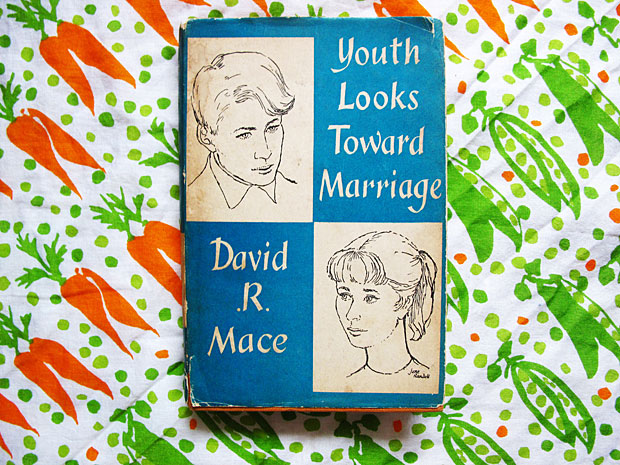 Youth
Looks
Toward
Marriage
David
.R.
Mace